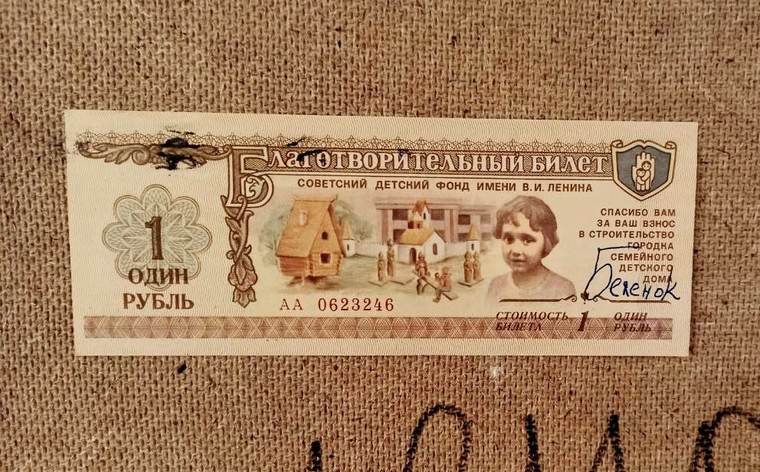 Благотворительный билет
СОВЕТСКИЙ ДЕТСКИЙ ФОНД ИМЕНИ В.И. ЛЕНИНА
1
ОДИН
РУБЛЬ
СПАСИБО ВАМ
ЗА ВАШ ВЗНОС
В СТРОИТЕЛЬСТВО
ГОРОДКА
СЕМЕЙНОГО
ДЕТСКОГО
ДОМА
Беленок
АА 0623246
СТОИМОСТЬ
БИЛЕТА
1
ОДИН
РУБЛЬ